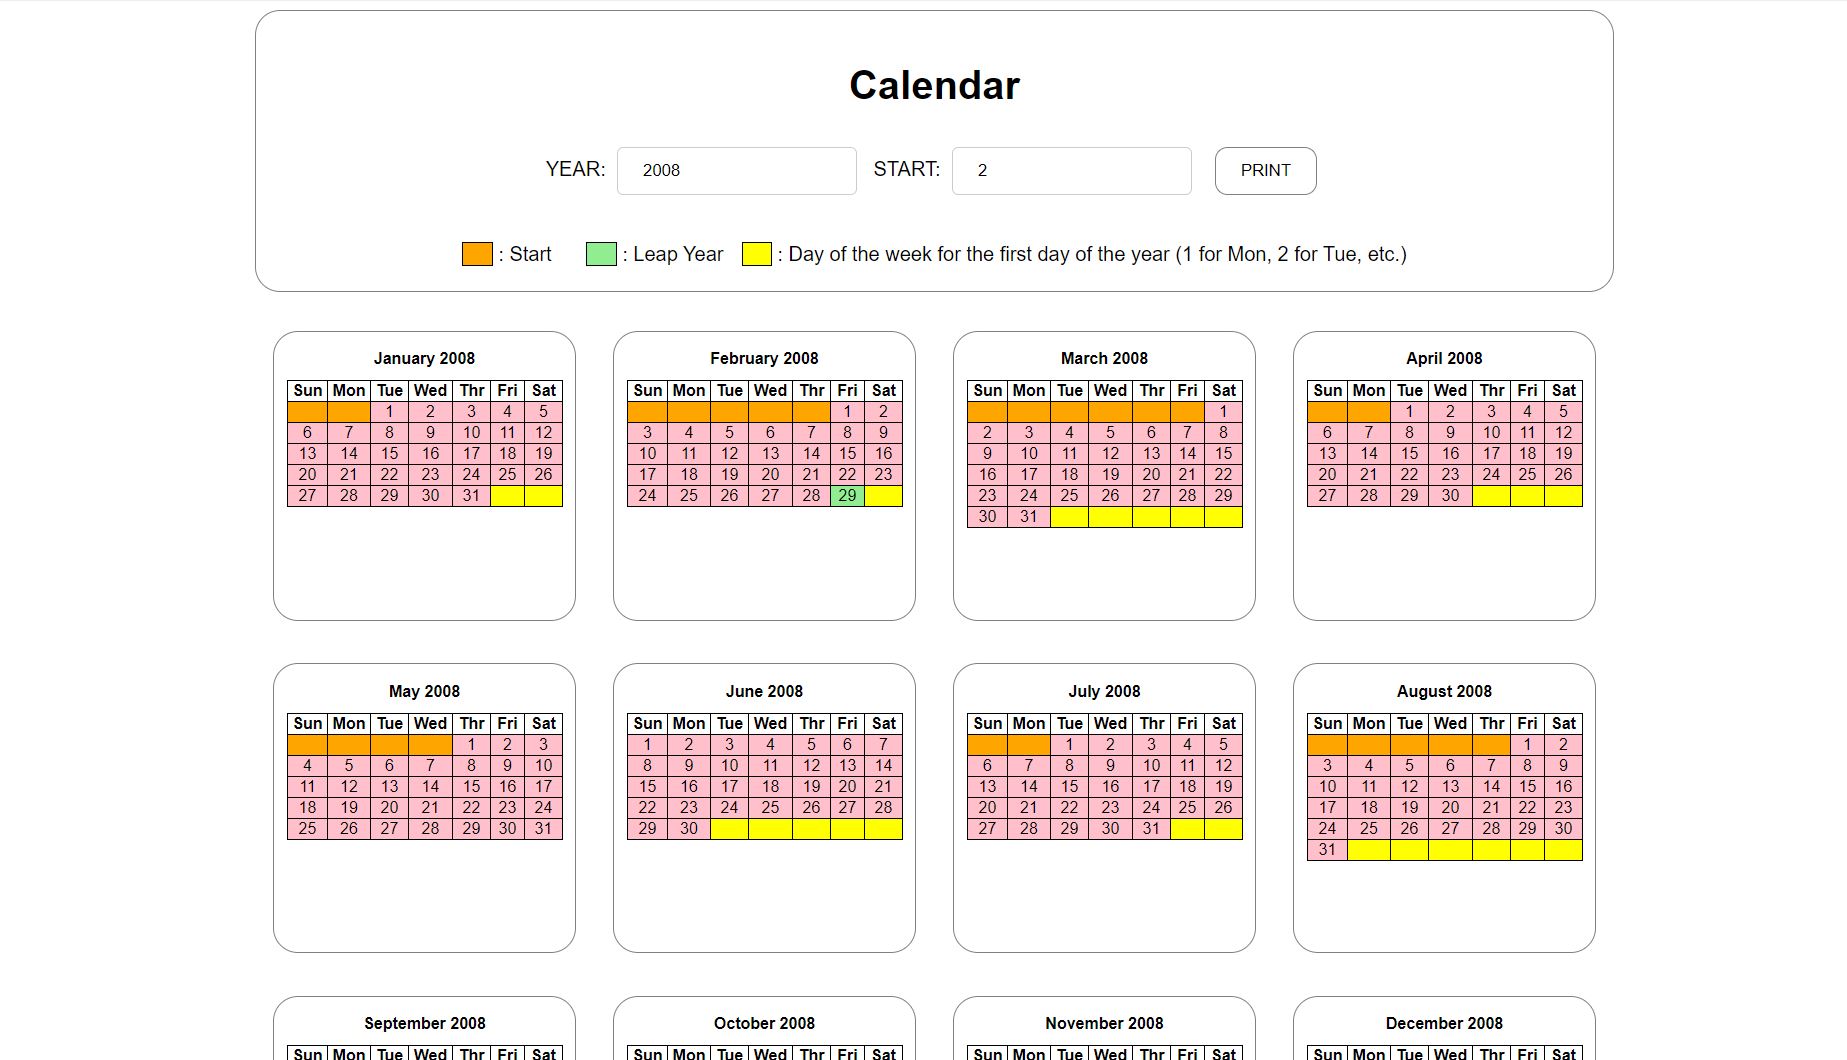 Calendar
YEAR: 2008 START: 2 PRINT
: Start : Leap Year : Day of the week for the first day of the year (1 for Mon, 2 for Tue, etc.)
January 2008
Sun Mon Tue Wed Thr Fri Sat
1 2 3 4 5
6 7 8 9 10 11 12
13 14 15 16 17 18 19
20 21 22 23 24 25 26
27 28 29 30 31
February 2008
Sun Mon Tue Wed Thr Fri Sat
1 2
3 4 5 6 7 8 9
10 11 12 13 14 15 16
17 18 19 20 21 22 23
24 25 26 27 28 29
March 2008
Sun Mon Tue Wed Thr Fri Sat
1
2 3 4 5 6 7 8
9 10 11 12 13 14 15
16 17 18 19 20 21 22
23 24 25 26 27 28 29
30 31
April 2008
Sun Mon Tue Wed Thr Fri Sat
1 2 3 4 5
6 7 8 9 10 11 12
13 14 15 16 17 18 19
20 21 22 23 24 25 26
27 28 29 30
May 2008
Sun Mon Tue Wed Thr Fri Sat
1 2 3
4 5 6 7 8 9 10
11 12 13 14 15 16 17
18 19 20 21 22 23 24
25 26 27 28 29 30 31
June 2008
Sun Mon Tue Wed Thr Fri Sat
1 2 3 4 5 6 7
8 9 10 11 12 13 14
15 16 17 18 19 20 21
22 23 24 25 26 27 28
29 30
July 2008
Sun Mon Tue Wed Thr Fri Sat
1 2 3 4 5
6 7 8 9 10 11 12
13 14 15 16 17 18 19
20 21 22 23 24 25 26
27 28 29 30 31
August 2008
Sun Mon Tue Wed Thr Fri Sat
1 2
3 4 5 6 7 8 9
10 11 12 13 14 15 16
17 18 19 20 21 22 23
24 25 26 27 28 29 30
31
September 2008
Sun Mon Tue Wed Thr Fri Sat
October 2008
Sun Mon Tue Wed Thr Fri Sat
November 2008
Sun Mon Tue Wed Thr Fri Sat
December 2008
Sun Mon Tue Wed Thr Fri Sat